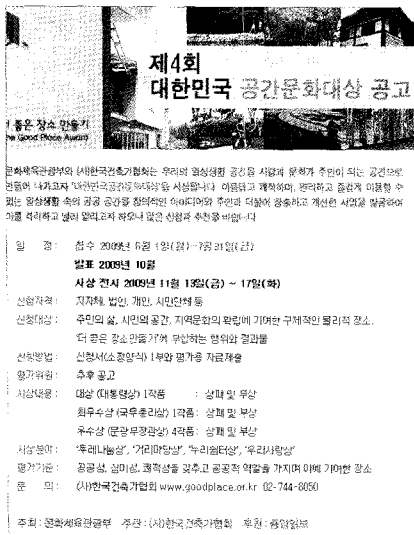 제4회
대한민국 공간문화대상 공고
더 좋은 장소 만들기
The Good Place Award
문화체육관광부와 (사)한국건축가협회는 우리의 일상생활 공간을 사람과 문화가 주인이 되는 공간으로
만들어 나가고자 '대한민국공간문화대상'을 시상합니다. 아름답고 쾌적하며, 편리하고 즐겁게 이용할 수
있는 일상생활 속의 공공 공간를 창의적인 아이디어와 주민과 더불어 창출하고 개선한 사업을 발굴하여
이를 격려하고 널리 알리고자 하오니 많은 신청과 추천을 바랍니다
일 정 : 접수 2009년 6월 1일(월)~7월 31일(금)
발표 2009년 10월
시상 전시 2009년 11월 13일(금) ~ 17일(화)
신청자격 : 지자체, 법인, 개인, 시민단체 등
신청대상 : 주민의 삶, 시민의 공간, 지역문화의 확립에 기여한 구체적인 물리적 장소.
'더 좋은 장소만들기'에 부합하는 행위와 결과물
신청방법 : 신청서(소정양식) 1부와 평가용 자료제출
평가위원 : 추후 공고
시상내용 : 대상 (대통령상) 1작품 : 상패 및 부상
최우수상 (국무총리상) 1작품 : 상패 및 부상
우수상 (문광부장관상) 4작품 : 상패 및 부상
시상분야 : '두레나눔상', '거리마당상', '누리쉼터상', '우리사랑상'
평가기준 : 공공성, 심미성, 쾌적성을 갖추고 공공적 역할을 가지며 이에 기여한 장소
문 의 : (사)한국건축가협회 www.goodplace.or.kr 02-744-8050
주최 : 문화체육관광부 주관 : (사)한국건축가협회 후원 : 중앙일보